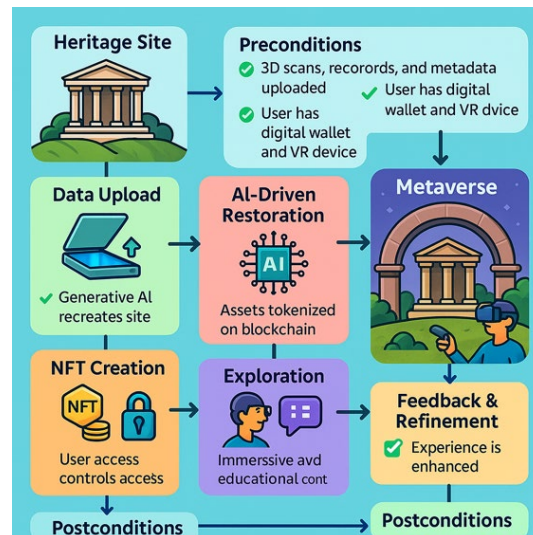 Heritage Site
Preconditions
3D scans, recorords, and metadata
uploaded
User has
digital wallet
and VR device
User has
digital wallet and VR dvice
Data Upload
Generative AI
recreates site
AI-Driven
Restoration
AI
Assets tokenized
on blockchain
Metaverse
NFT Creation
NFT
User access
controls access
Exploration
Immerssive avd
educational cont
Feedback &
Refinement
Experience is
enhanced
Postconditions
Postconditions